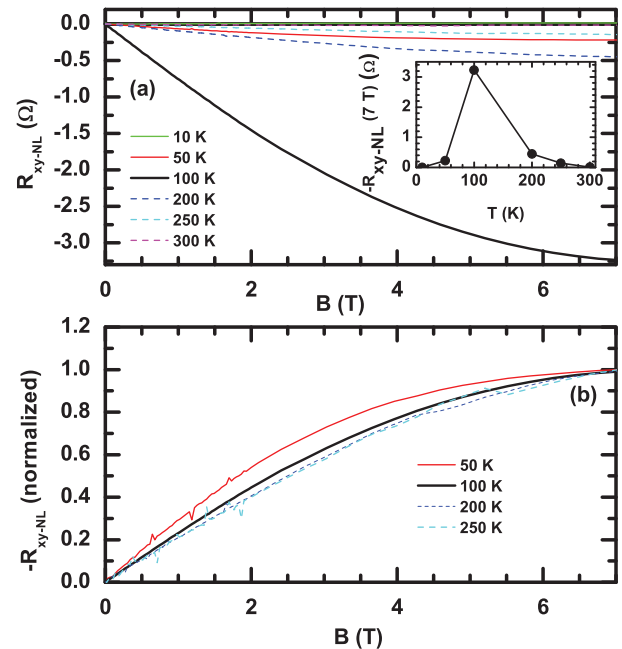 0.0
-0.5
-1.0
-1.5
-2.0
-2.5
-3.0
R_xy-NL (Ω)
(a)
10 K
50 K
100 K
200 K
250 K
300 K
3
2
1
0
-R_xy-NL (7 T) (Ω)
0 100 200 300
T (K)
0 2 4 6
B (T)
1.2
1.0
0.8
0.6
0.4
0.2
0.0
-R_xy-NL (normalized)
(b)
50 K
100 K
200 K
250 K
0 2 4 6
B (T)